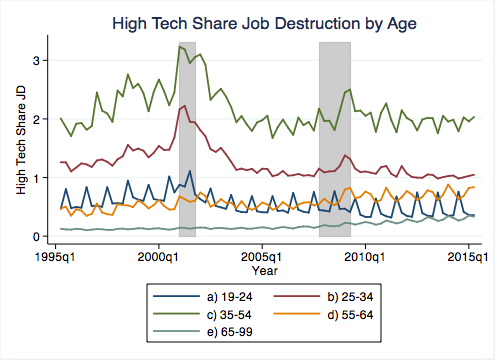 High Tech Share Job Destruction by Age
High Tech Share JD
3
2
1
0
1995q1 2000q1 2005q1 2010q1 2015q1
Year
a) 19-24 b) 25-34
c) 35-54 d) 55-64
e) 65-99